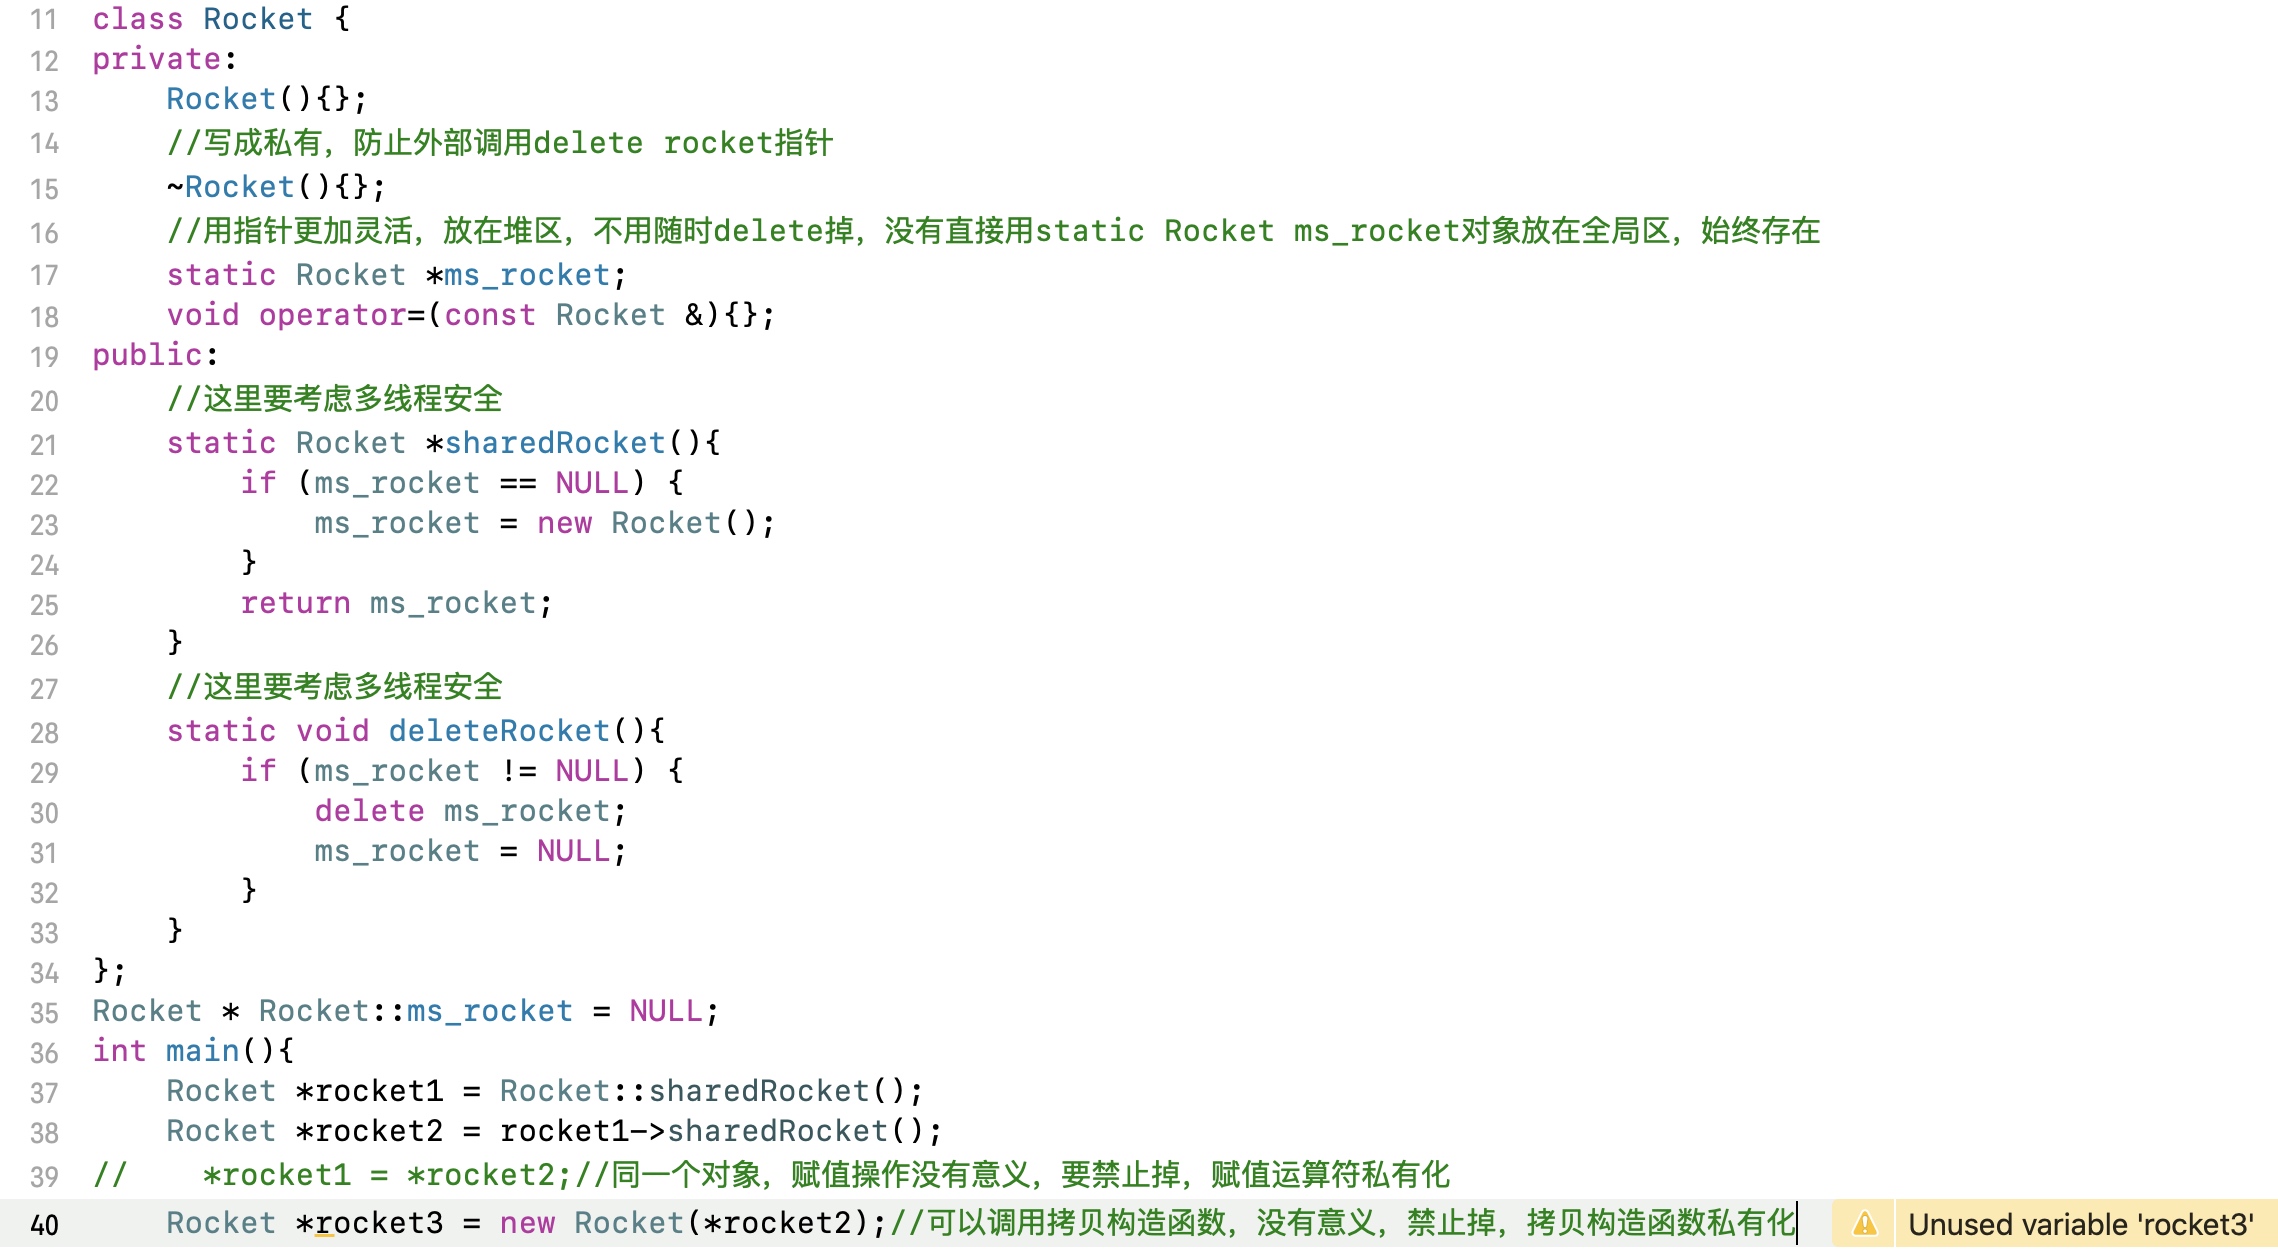 11 class Rocket {
12 private:
13     Rocket(){};
14     //写成私有，防止外部调用delete rocket指针
15     ~Rocket(){};
16     //用指针更加灵活，放在堆区，不用随时delete掉，没有直接用static Rocket ms_rocket对象放在全局区，始终存在
17     static Rocket *ms_rocket;
18     void operator=(const Rocket &){};
19 public:
20     //这里要考虑多线程安全
21     static Rocket *sharedRocket(){
22         if (ms_rocket == NULL) {
23             ms_rocket = new Rocket();
24         }
25         return ms_rocket;
26     }
27     //这里要考虑多线程安全
28     static void deleteRocket(){
29         if (ms_rocket != NULL) {
30             delete ms_rocket;
31             ms_rocket = NULL;
32         }
33     }
34 };
35 Rocket * Rocket::ms_rocket = NULL;
36 int main(){
37     Rocket *rocket1 = Rocket::sharedRocket();
38     Rocket *rocket2 = rocket1->sharedRocket();
39 //    *rocket1 = *rocket2;//同一个对象，赋值操作没有意义，要禁止掉，赋值运算符私有化
40     Rocket *rocket3 = new Rocket(*rocket2);//可以调用拷贝构造函数，没有意义，禁止掉，拷贝构造函数私有化 Unused variable 'rocket3'